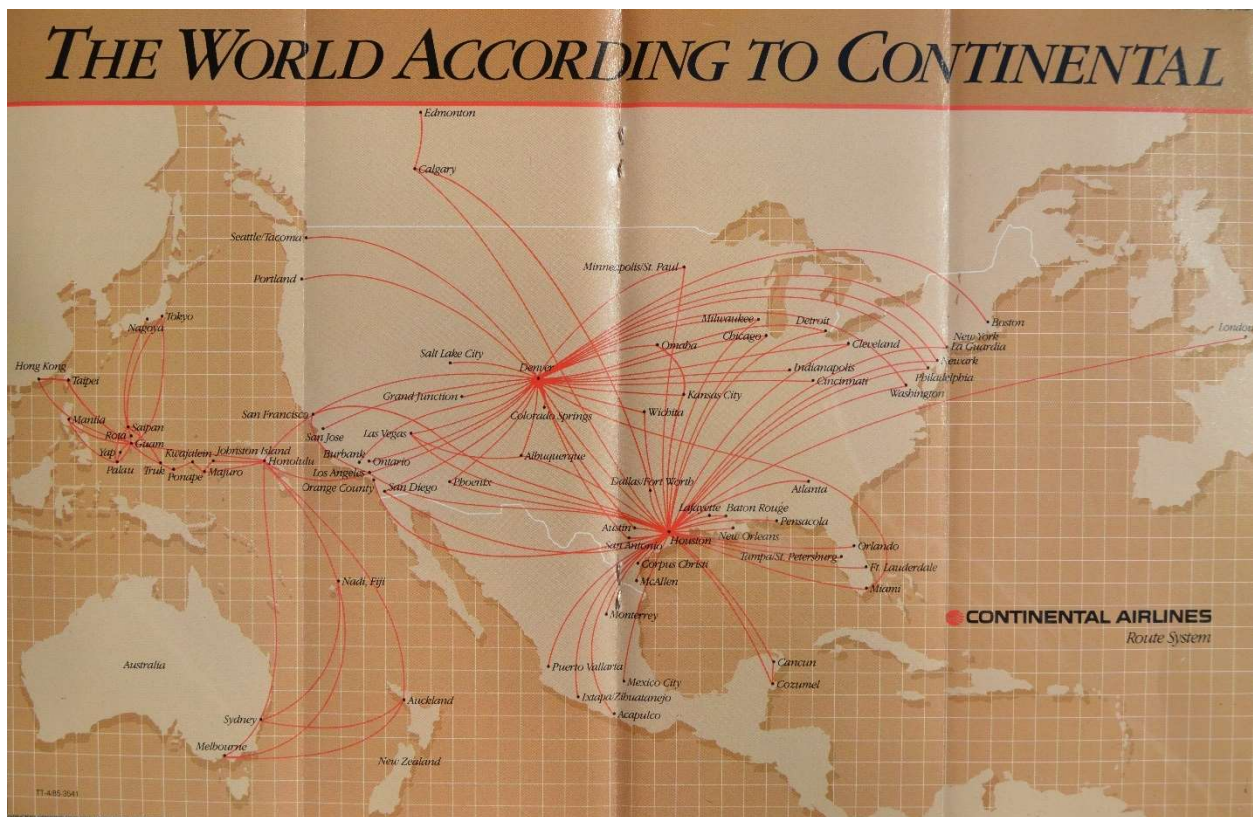 THE WORLD ACCORDING TO CONTINENTAL
Edmonton
Calgary
Seattle/Tacoma
Portland
Minneapolis/St. Paul
Tokyo
Nagoya
Milwaukee
Detroit
Boston
Chicago
New York
La Guardia
London
Omaha
Cleveland
Salt Lake City
Denver
Newark
Hong Kong
Taipei
Indianapolis
Philadelphia
Cincinnati
Washington
Grand Junction
Kansas City
Colorado Springs
Wichita
San Francisco
San Jose
Las Vegas
Manila
Saipan
Rota
Guam
Yap
Palau
Truk
Kwajalein
Johnston Island
Ponape
Majuro
Honolulu
Burbank
Ontario
Albuquerque
Los Angeles
Orange County
San Diego
Phoenix
Dallas/Fort Worth
Atlanta
Lafayette
Baton Rouge
Pensacola
Austin
Houston
New Orleans
San Antonio
Orlando
Tampa/St. Petersburg
Corpus Christi
Ft. Lauderdale
McAllen
Miami
Nadi, Fiji
Monterrey
CONTINENTAL AIRLINES
Route System
Australia
Puerto Vallarta
Cancun
Mexico City
Cozumel
Ixtapa/Zihuatanejo
Acapulco
Auckland
Sydney
Melbourne
New Zealand
TT-4/85-3541